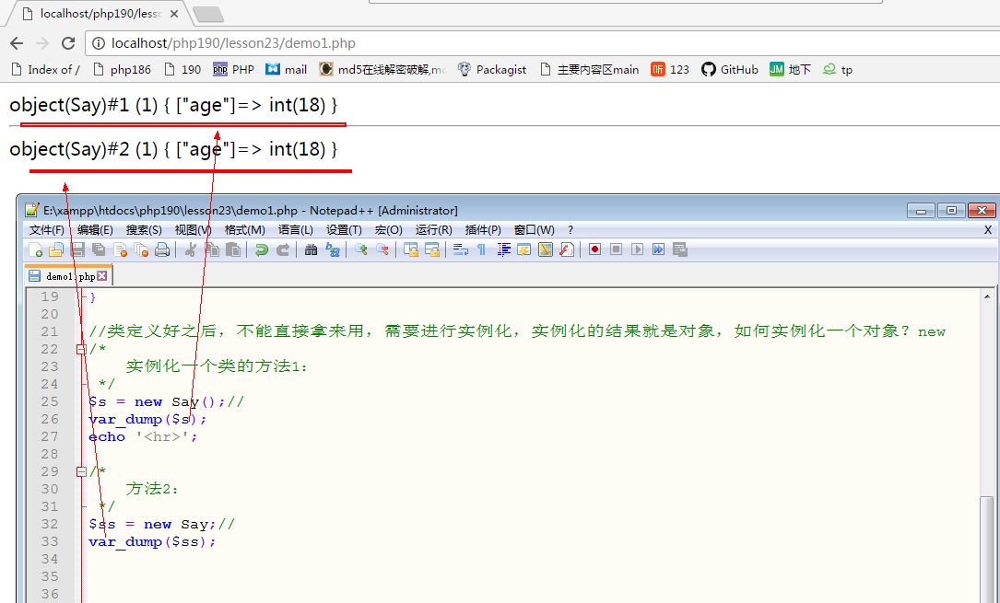 localhost/php190/less
localhost/php190/lesson23/demo1.php
Index of / php186 190 PHP mail md5在线解密破解,m Packagist 主要内容区main 123 GitHub 地下 tp
object(Say)#1 (1) { ["age"]=> int(18) }
object(Say)#2 (1) { ["age"]=> int(18) }
E:\xampp\htdocs\php190\lesson23\demo1.php - Notepad++ [Administrator]
文件(F) 编辑(E) 搜索(S) 视图(V) 格式(M) 语言(L) 设置(T) 宏(O) 运行(R) 插件(P) 窗口(W) ? X
demo1.php
19 }
20
21 //类定义好之后，不能直接拿来用，需要进行实例化，实例化的结果就是对象，如何实例化一个对象？new
22 /*
23 实例化一个类的方法1：
24 */
25 $s = new Say();//
26 var_dump($s);
27 echo '<hr>';
28
29 /*
30 方法2：
31 */
32 $ss = new Say;//
33 var_dump($ss);
34
35
36